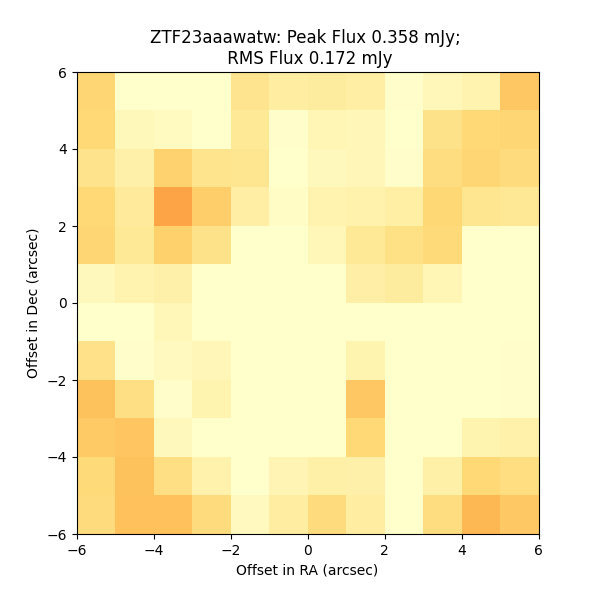 ZTF23aaawatw: Peak Flux 0.358 mJy;
RMS Flux 0.172 mJy
6
4
2
0
−2
−4
−6
Offset in Dec (arcsec)
−6 −4 −2 0 2 4 6
Offset in RA (arcsec)